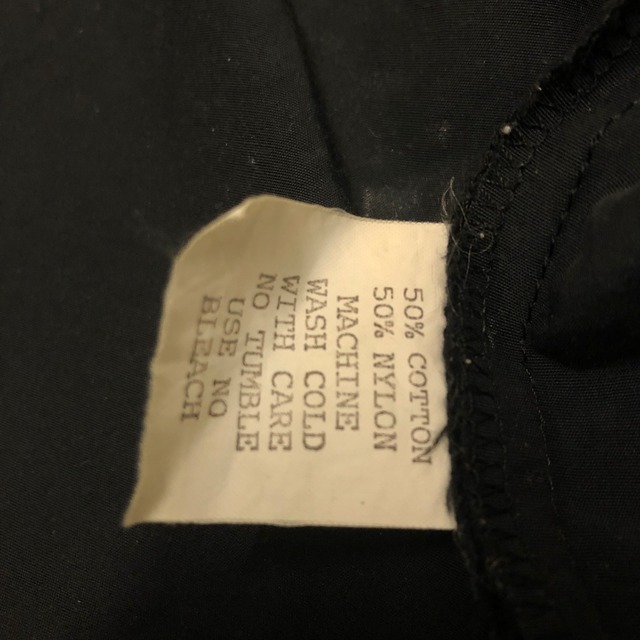 50% COTTON
50% NYLON
MACHINE
WASH COLD
WITH CARE
NO TUMBLE
USE NO
BLEACH